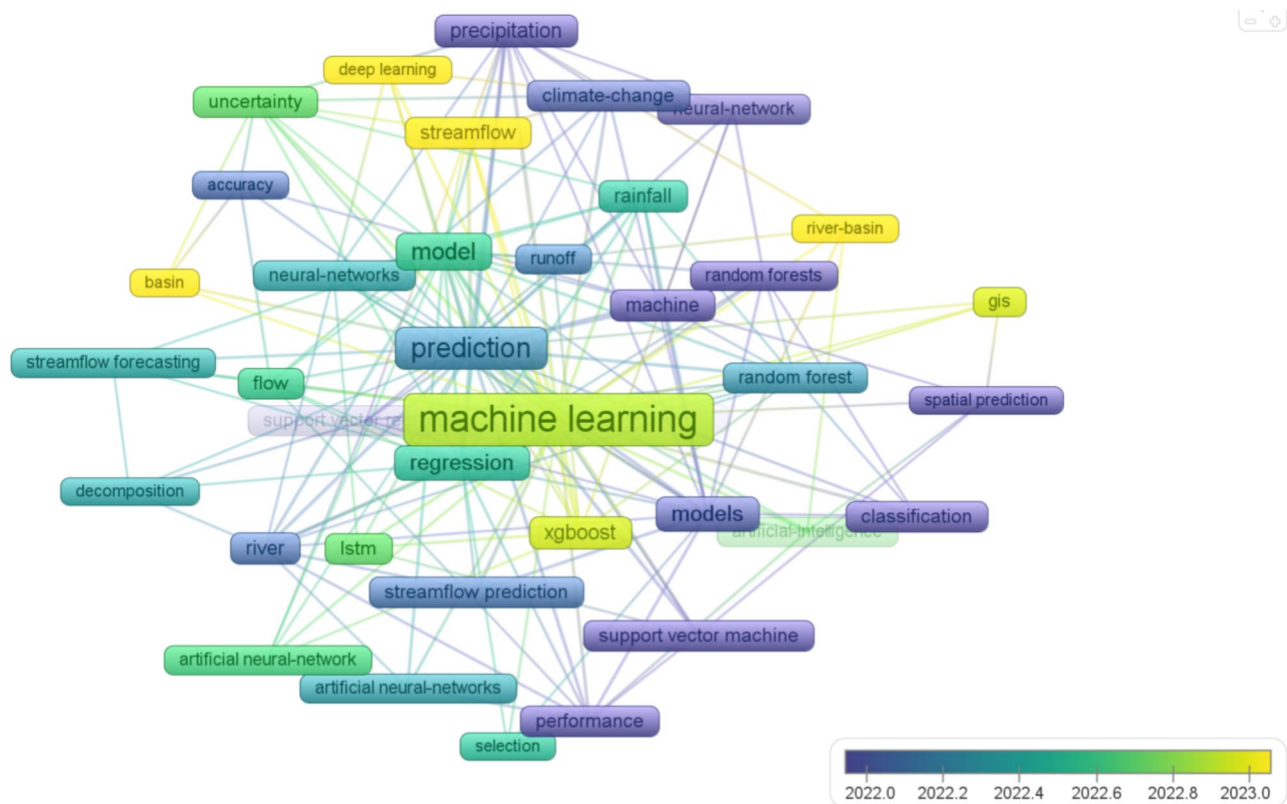 precipitation
deep learning
climate-change
uncertainty
neural-network
streamflow
accuracy
rainfall
river-basin
model
runoff
neural-networks
random forests
basin
machine
gis
prediction
streamflow forecasting
random forest
flow
spatial prediction
support vector re
machine learning
regression
decomposition
models
classification
xgboost
artificial-intelligence
river
lstm
streamflow prediction
support vector machine
artificial neural-network
artificial neural-networks
performance
selection
2022.0 2022.2 2022.4 2022.6 2022.8 2023.0